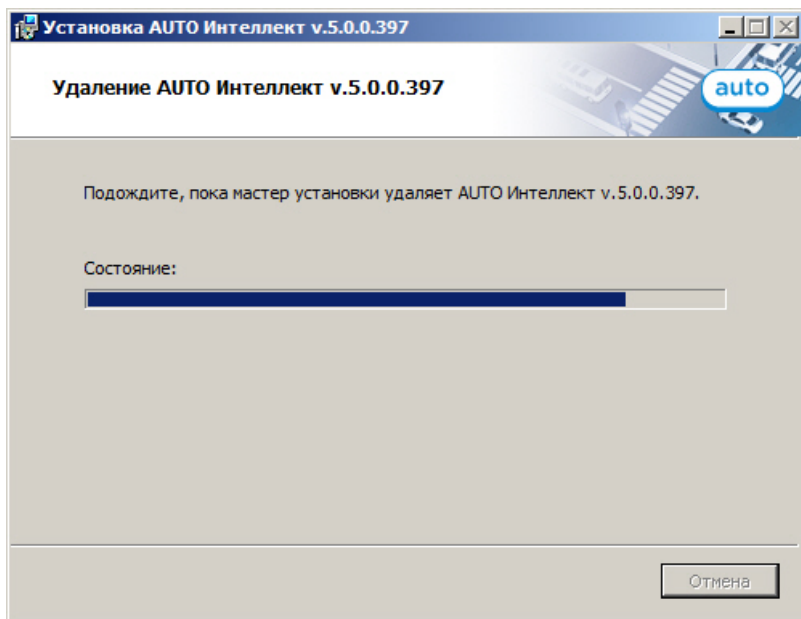 Установка AUTO Интеллект v.5.0.0.397
Удаление AUTO Интеллект v.5.0.0.397
auto
Подождите, пока мастер установки удаляет AUTO Интеллект v.5.0.0.397.
Состояние:
Отмена